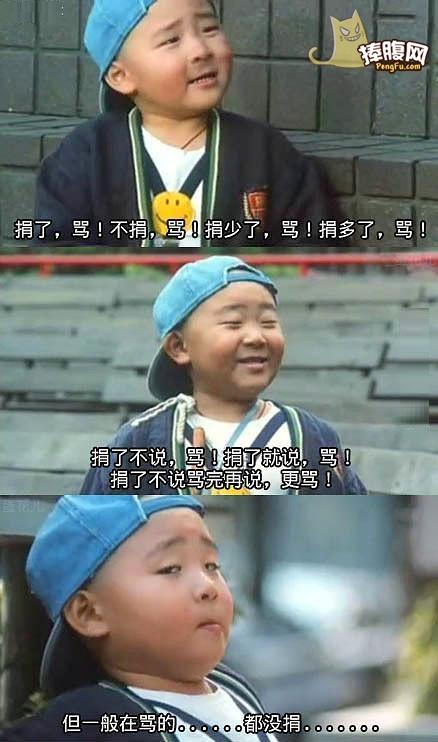 捧腹网
PengFu.com
捐了，骂！不捐，骂！捐少了，骂！捐多了，骂！
捐了不说，骂！捐了就说，骂！
捐了不说骂完再说，更骂！
但一般在骂的......都没捐.......